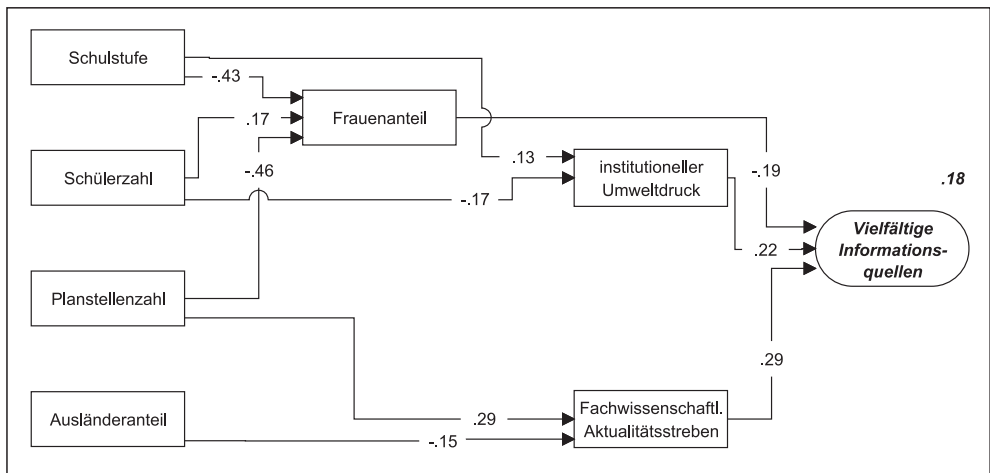 Schulstufe
-.43
Frauenanteil
.17
Schülerzahl
-.46
.13
institutioneller
Umweltdruck
-.17
-.19
.18
Vielfältige
Informations-
quellen
.22
Planstellenzahl
.29
Ausländeranteil
.29
-.15
Fachwissenschaftl.
Aktualitätsstreben